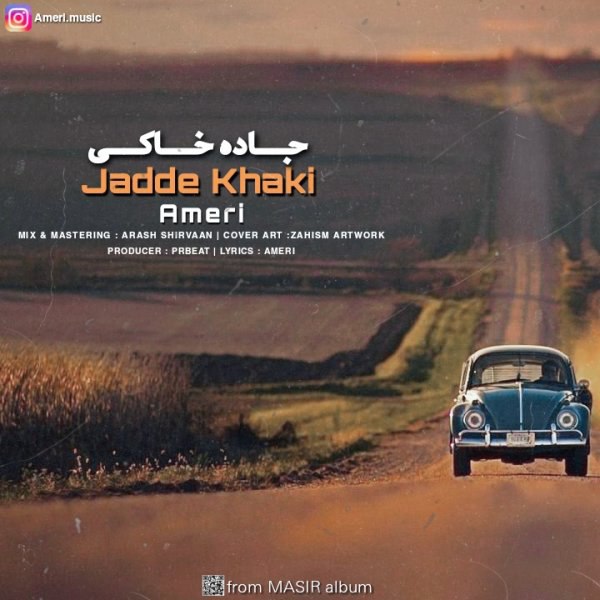 Ameri.music
جاده خاکی
Jadde Khaki
Ameri
MIX & MASTERING : ARASH SHIRVAAN | COVER ART :ZAHISM ARTWORK
PRODUCER : PRBEAT | LYRICS : AMERI
from MASIR album